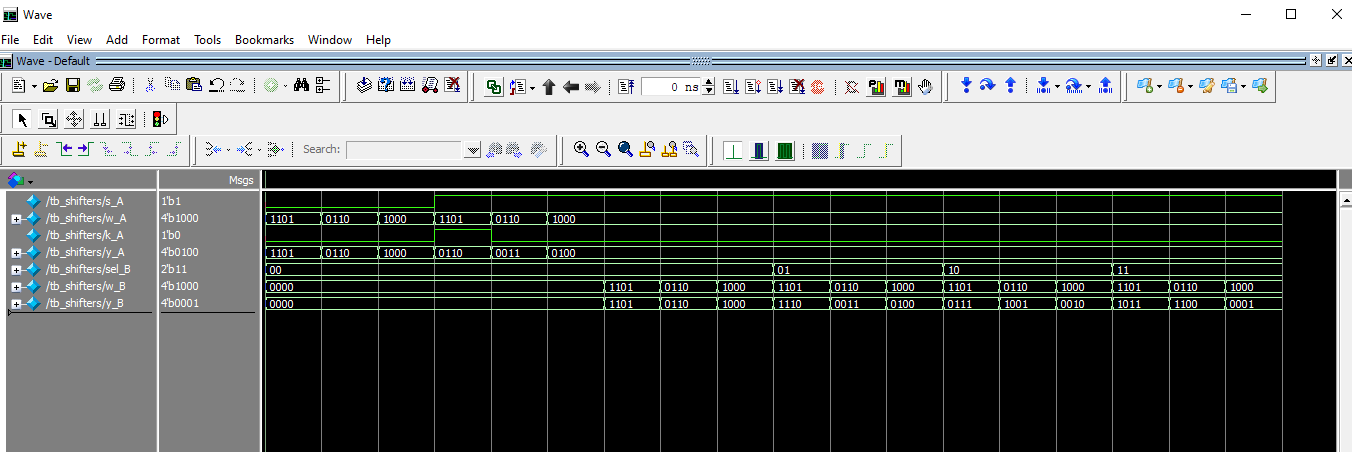 Wave
File Edit View Add Format Tools Bookmarks Window Help
Wave - Default
0 ns
Search:
Msgs
/tb_shifters/s_A 1'b1
/tb_shifters/w_A 4'b1000 1101 0110 1000 1101 0110 1000
/tb_shifters/k_A 1'b0
/tb_shifters/y_A 4'b0100 1101 0110 1000 0110 0011 0100
/tb_shifters/sel_B 2'b11 00 01 10 11
/tb_shifters/w_B 4'b1000 0000 1101 0110 1000 1101 0110 1000 1101 0110 1000 1101 0110 1000
/tb_shifters/y_B 4'b0001 0000 1101 0110 1000 1110 0011 0100 0111 1001 0010 1011 1100 0001